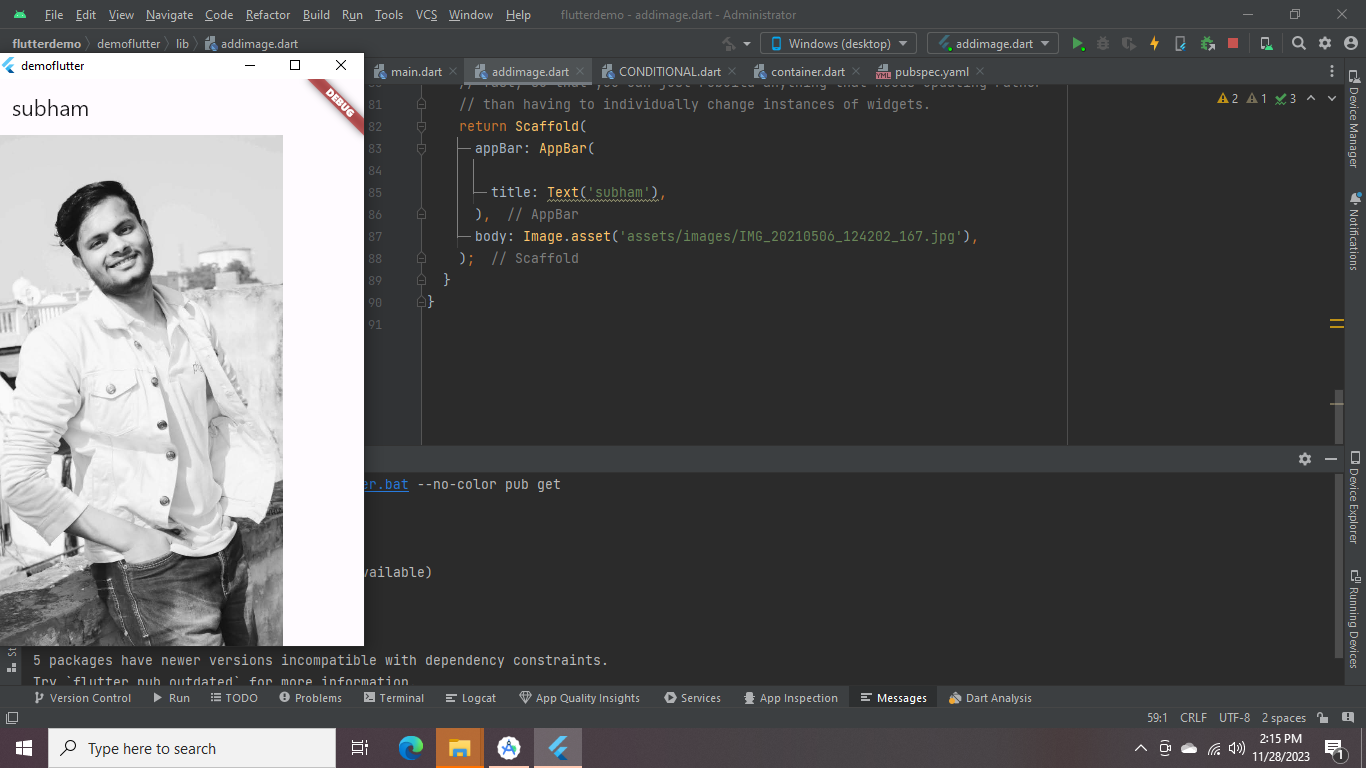 File Edit View Navigate Code Refactor Build Run Tools VCS Window Help flutterdemo - addimage.dart - Administrator
flutterdemo demoflutter lib addimage.dart Windows (desktop) addimage.dart
demoflutter
main.dart addimage.dart CONDITIONAL.dart container.dart pubspec.yaml
subham
DEBUG
81 // than having to individually change instances of widgets.
82 return Scaffold(
83 appBar: AppBar(
84
85 title: Text('subham'),
86 ), // AppBar
87 body: Image.asset('assets/images/IMG_20210506_124202_167.jpg'),
88 ); // Scaffold
89 }
90 }
91
2 1 3
Device Manager
Notifications
Device Explorer
Running Devices
er.bat --no-color pub get
vailable)
5 packages have newer versions incompatible with dependency constraints.
Try `flutter pub outdated` for more information
Version Control Run TODO Problems Terminal Logcat App Quality Insights Services App Inspection Messages Dart Analysis
59:1 CRLF UTF-8 2 spaces
Type here to search
2:15 PM
11/28/2023
1